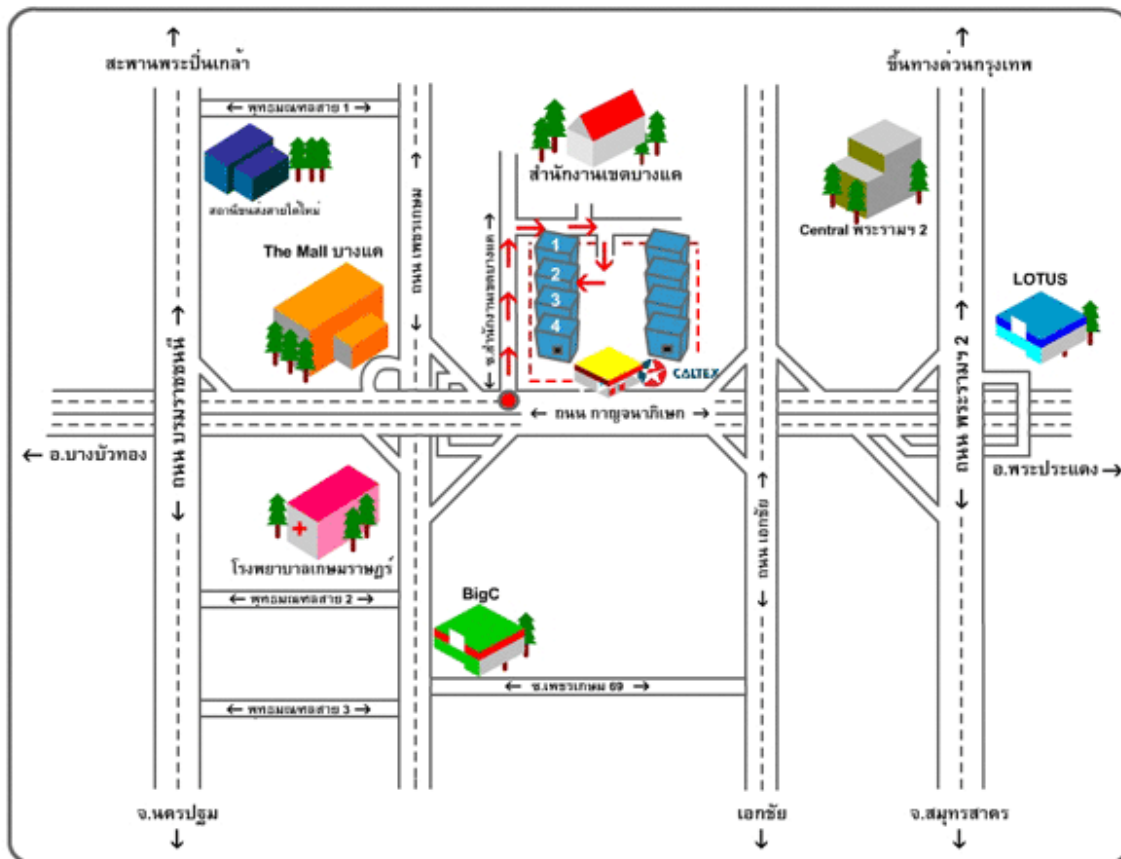 สะพานพระปิ่นเกล้า
ขึ้นทางด่วนกรุงเทพ
พุทธมณฑลสาย 1
สถานีขนส่งสายใต้ใหม่
The Mall บางแค
ถนน เพชรเกษม
ซ.สำนักงานเขตบางแค
สำนักงานเขตบางแค
1
2
3
4
CALTEX
Central พระรามฯ 2
LOTUS
ถนน บรมราชชนนี
ถนน กาญจนาภิเษก
ถนน พระรามฯ 2
อ.บางบัวทอง
อ.พระประแดง
ถนน เอกชัย
โรงพยาบาลเกษมราษฎร์
พุทธมณฑลสาย 2
BigC
ซ.เพชรเกษม 69
พุทธมณฑลสาย 3
จ.นครปฐม
เอกชัย
จ.สมุทรสาคร